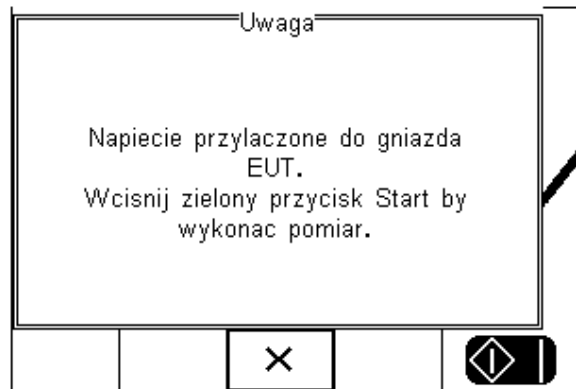 Uwaga
Napiecie przylaczone do gniazda
EUT.
Wcisnij zielony przycisk Start by
wykonac pomiar.